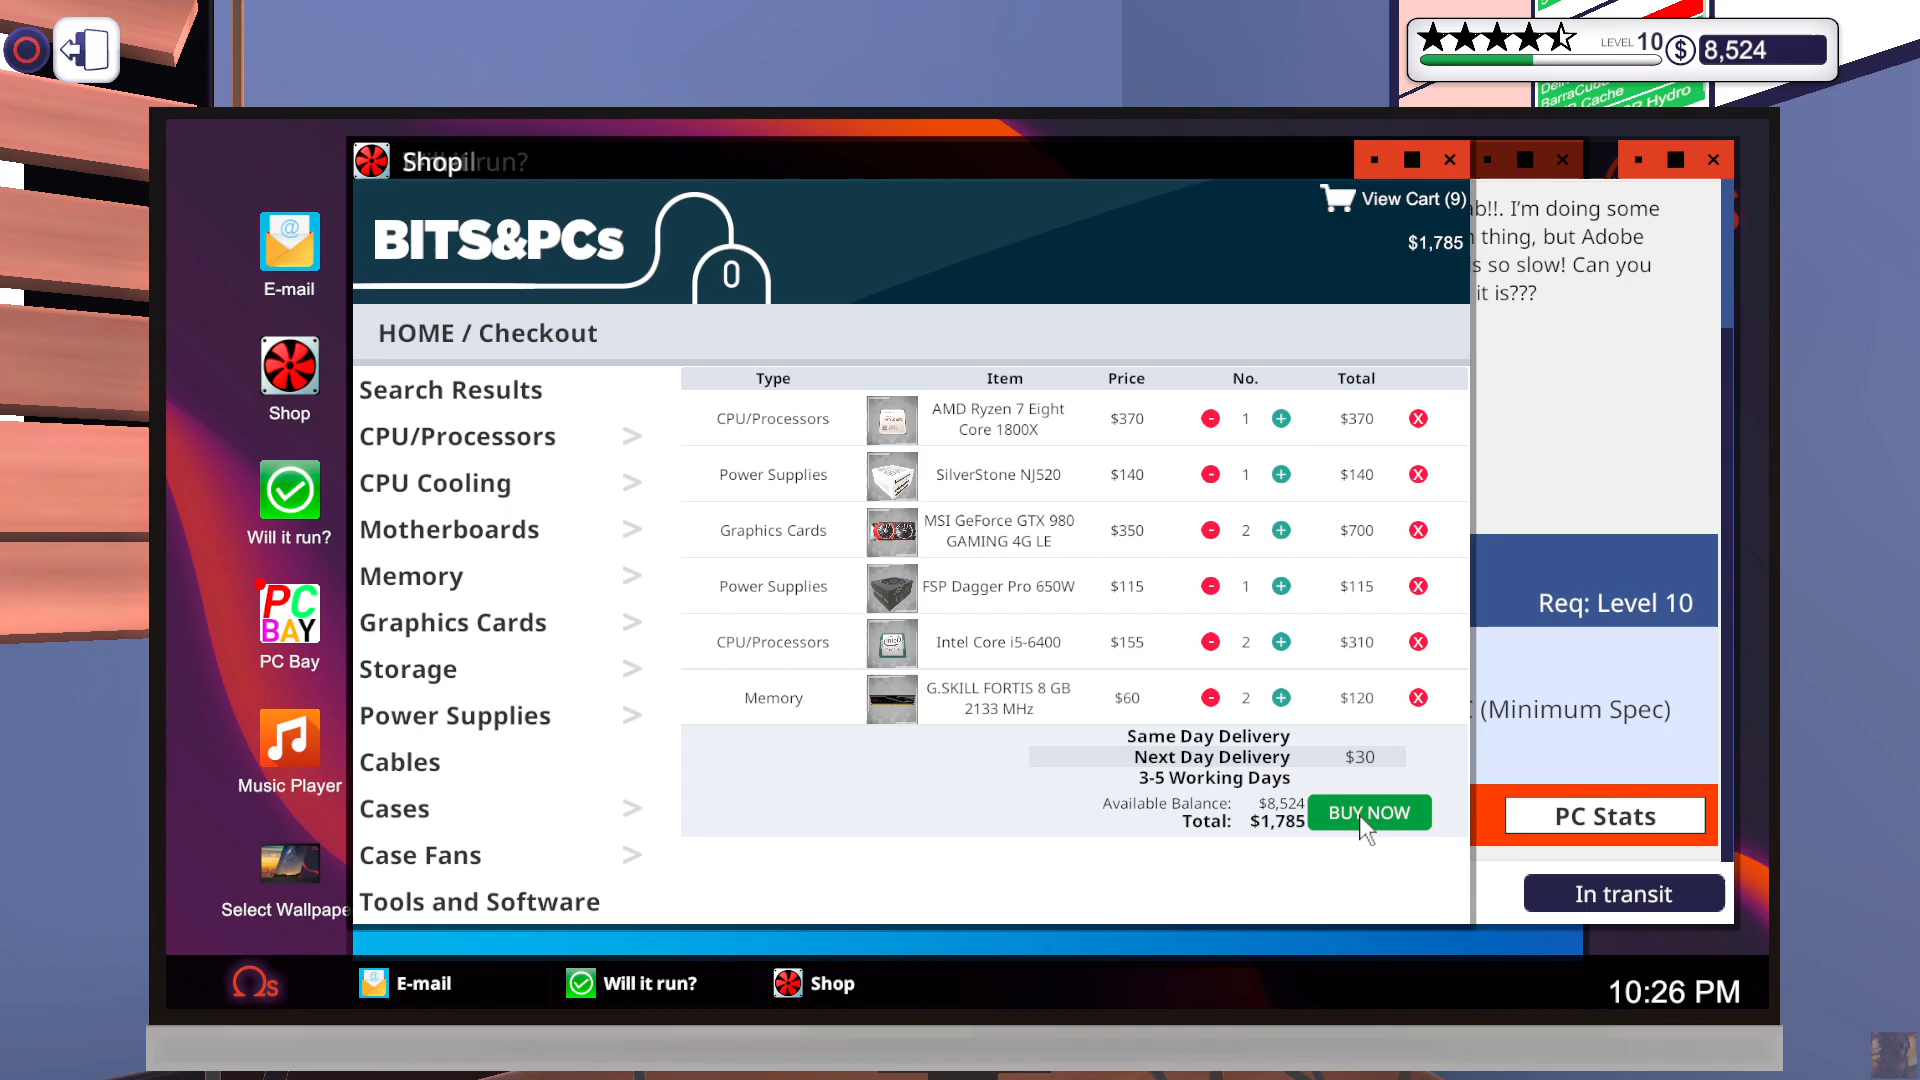 LEVEL 10
$ 8,524
BarraCuda
Cache
Hydro
Shop
run?
BITS&PCs
View Cart (9)
$1,785
HOME / Checkout
Search Results
CPU/Processors >
CPU Cooling >
Motherboards >
Memory >
Graphics Cards >
Storage >
Power Supplies >
Cables
Cases >
Case Fans >
Tools and Software
Type Item Price No. Total
CPU/Processors AMD Ryzen 7 Eight Core 1800X $370 - 1 + $370 X
Power Supplies SilverStone NJ520 $140 - 1 + $140 X
Graphics Cards MSI GeForce GTX 980 GAMING 4G LE $350 - 2 + $700 X
Power Supplies FSP Dagger Pro 650W $115 - 1 + $115 X
CPU/Processors Intel Core i5-6400 $155 - 2 + $310 X
Memory G.SKILL FORTIS 8 GB 2133 MHz $60 - 2 + $120 X
Same Day Delivery
Next Day Delivery $30
3-5 Working Days
Available Balance: $8,524
Total: $1,785
BUY NOW
ab!!. I'm doing some
thing, but Adobe
s so slow! Can you
it is???
Req: Level 10
(Minimum Spec)
PC Stats
In transit
E-mail
Shop
Will it run?
PC BAY
PC Bay
Music Player
Select Wallpape
Ωs
E-mail
Will it run?
Shop
10:26 PM